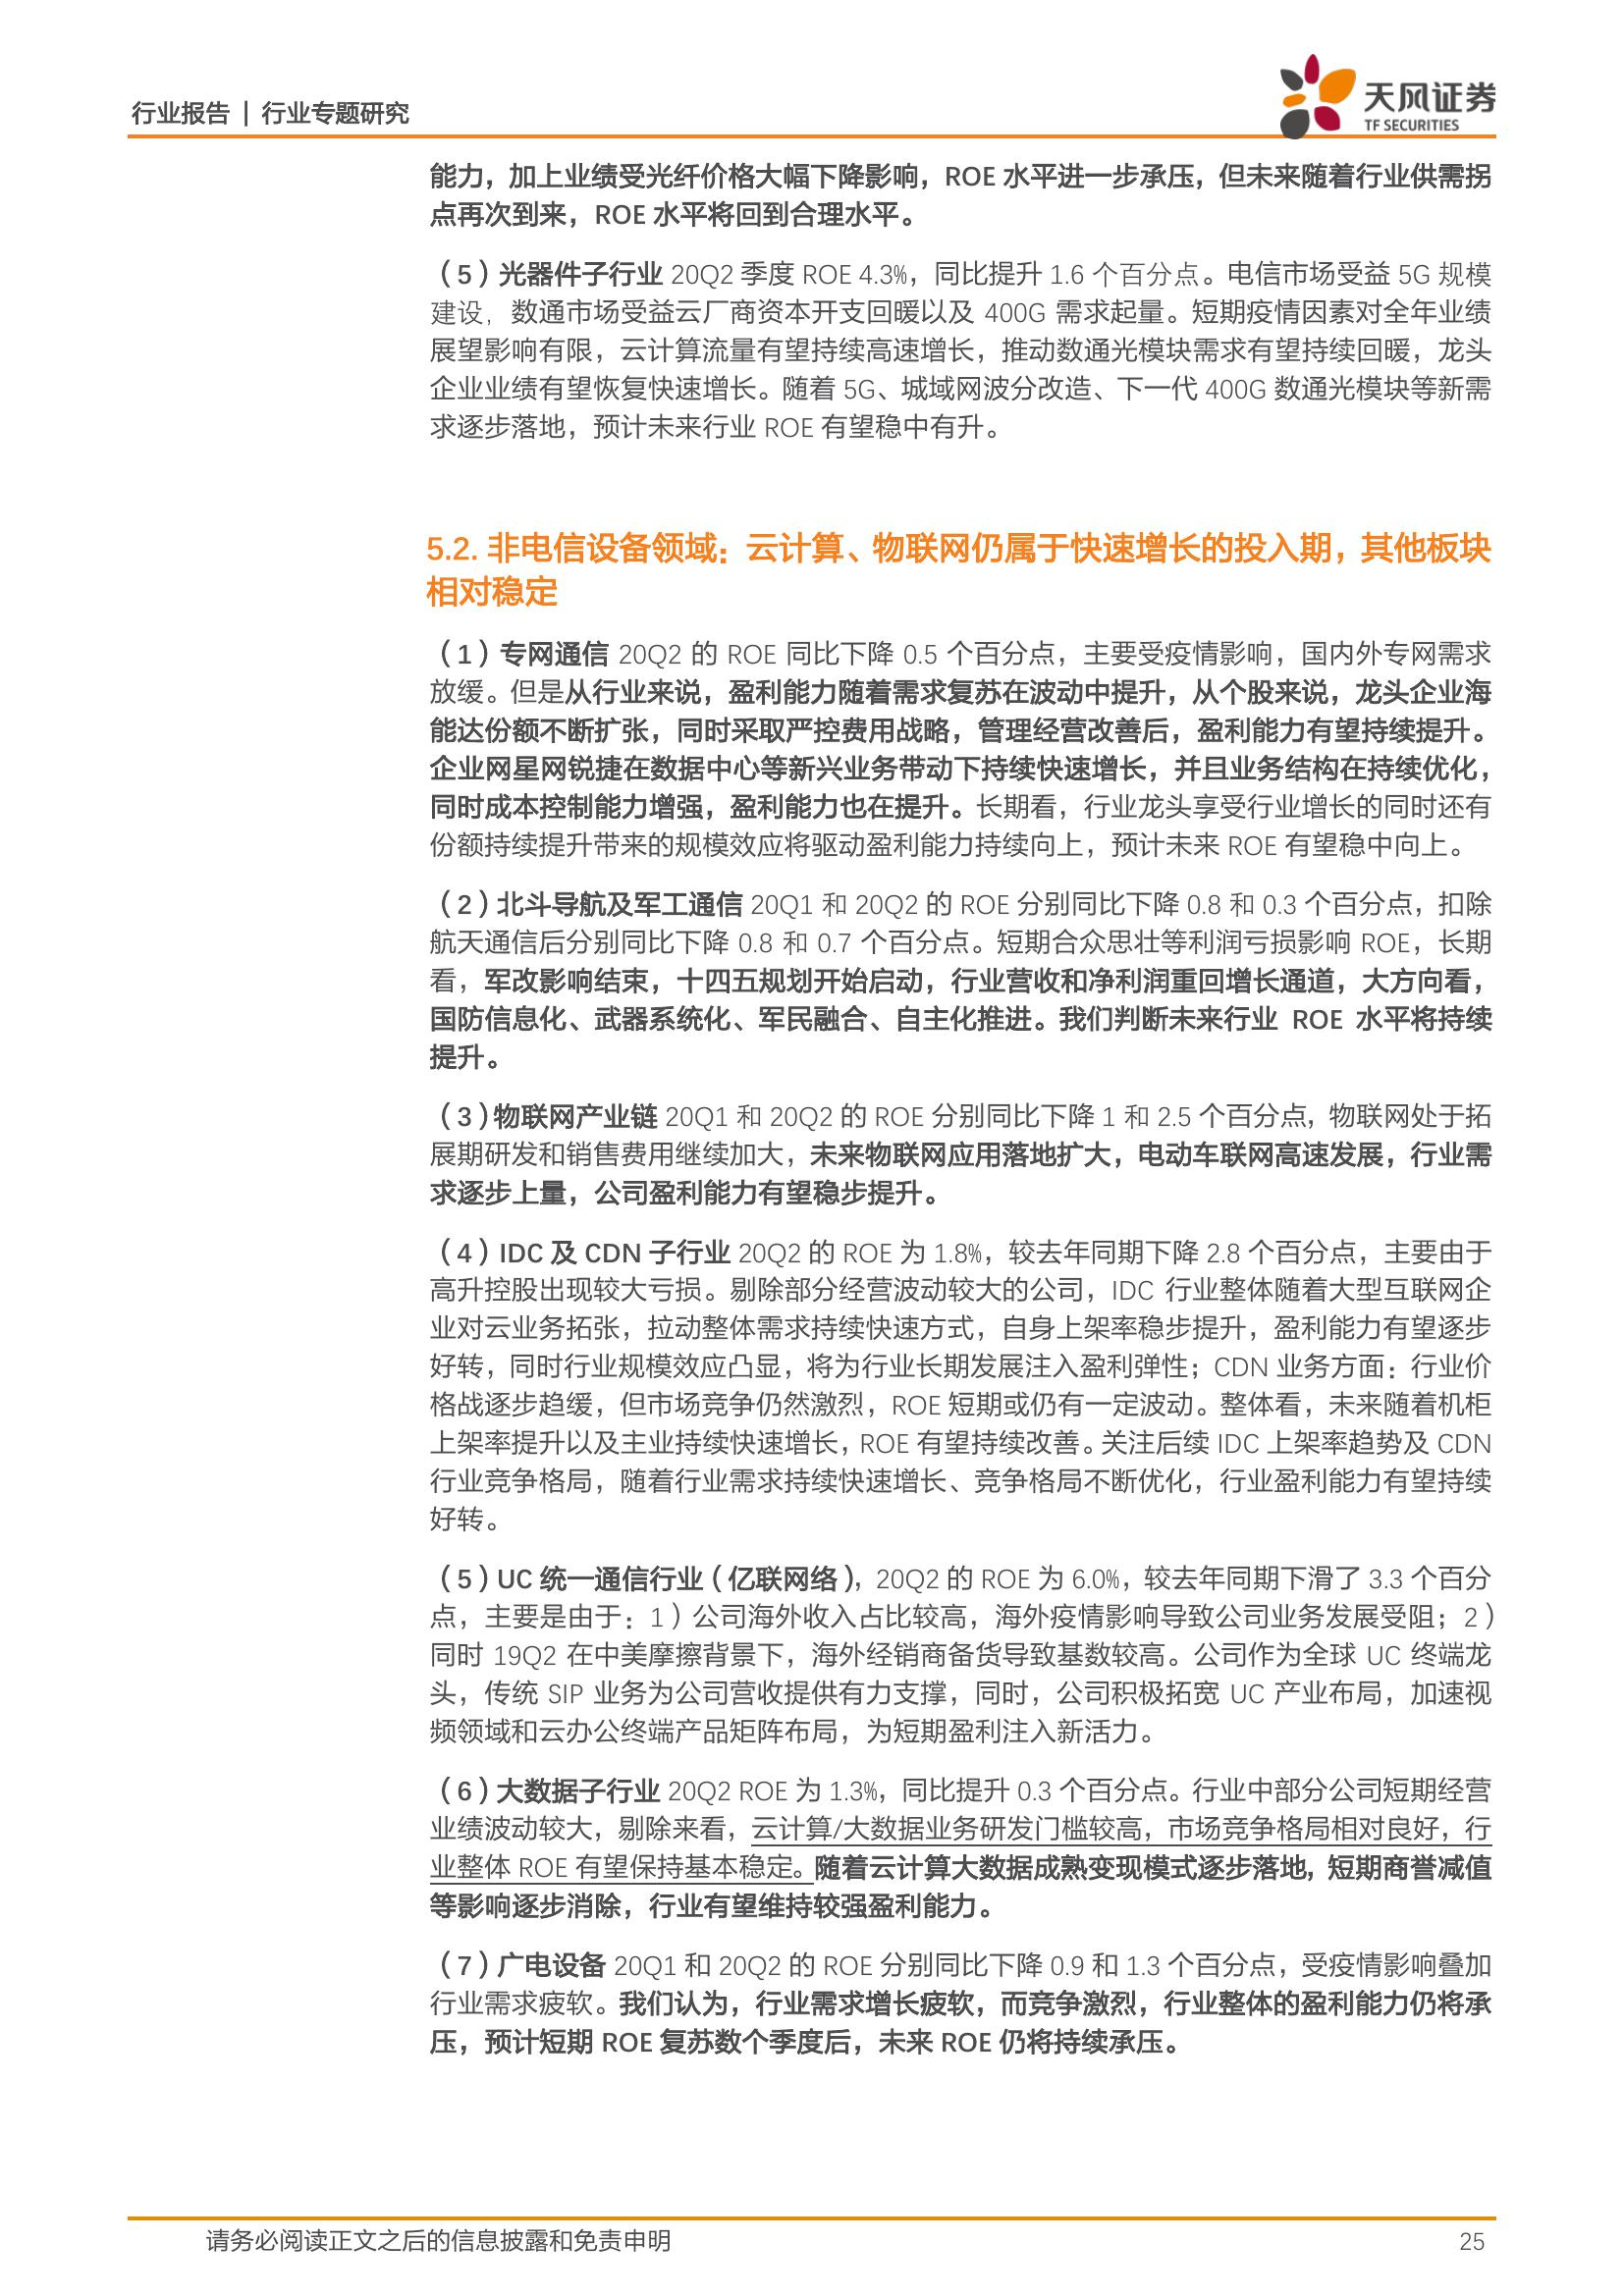 行业报告 | 行业专题研究
天风证券
TF SECURITIES
能力，加上业绩受光纤价格大幅下降影响，ROE 水平进一步承压，但未来随着行业供需拐
点再次到来，ROE 水平将回到合理水平。
（5）光器件子行业 20Q2 季度 ROE 4.3%，同比提升 1.6 个百分点。电信市场受益 5G 规模
建设，数通市场受益云厂商资本开支回暖以及 400G 需求起量。短期疫情因素对全年业绩
展望影响有限，云计算流量有望持续高速增长，推动数通光模块需求有望持续回暖，龙头
企业业绩有望恢复快速增长。随着 5G、城域网波分改造、下一代 400G 数通光模块等新需
求逐步落地，预计未来行业 ROE 有望稳中有升。
5.2. 非电信设备领域：云计算、物联网仍属于快速增长的投入期，其他板块
相对稳定
（1）专网通信 20Q2 的 ROE 同比下降 0.5 个百分点，主要受疫情影响，国内外专网需求
放缓。但是从行业来说，盈利能力随着需求复苏在波动中提升，从个股来说，龙头企业海
能达份额不断扩张，同时采取严控费用战略，管理经营改善后，盈利能力有望持续提升。
企业网星网锐捷在数据中心等新兴业务带动下持续快速增长，并且业务结构在持续优化，
同时成本控制能力增强，盈利能力也在提升。长期看，行业龙头享受行业增长的同时还有
份额持续提升带来的规模效应将驱动盈利能力持续向上，预计未来 ROE 有望稳中向上。
（2）北斗导航及军工通信 20Q1 和 20Q2 的 ROE 分别同比下降 0.8 和 0.3 个百分点，扣除
航天通信后分别同比下降 0.8 和 0.7 个百分点。短期合众思壮等利润亏损影响 ROE，长期
看，军改影响结束，十四五规划开始启动，行业营收和净利润重回增长通道，大方向看，
国防信息化、武器系统化、军民融合、自主化推进。我们判断未来行业 ROE 水平将持续
提升。
（3）物联网产业链 20Q1 和 20Q2 的 ROE 分别同比下降 1 和 2.5 个百分点，物联网处于拓
展期研发和销售费用继续加大，未来物联网应用落地扩大，电动车联网高速发展，行业需
求逐步上量，公司盈利能力有望稳步提升。
（4）IDC 及 CDN 子行业 20Q2 的 ROE 为 1.8%，较去年同期下降 2.8 个百分点，主要由于
高升控股出现较大亏损。剔除部分经营波动较大的公司，IDC 行业整体随着大型互联网企
业对云业务拓张，拉动整体需求持续快速方式，自身上架率稳步提升，盈利能力有望逐步
好转，同时行业规模效应凸显，将为行业长期发展注入盈利弹性；CDN 业务方面：行业价
格战逐步趋缓，但市场竞争仍然激烈，ROE 短期或仍有一定波动。整体看，未来随着机柜
上架率提升以及主业持续快速增长，ROE 有望持续改善。关注后续 IDC 上架率趋势及 CDN
行业竞争格局，随着行业需求持续快速增长、竞争格局不断优化，行业盈利能力有望持续
好转。
（5）UC 统一通信行业（亿联网络），20Q2 的 ROE 为 6.0%，较去年同期下滑了 3.3 个百分
点，主要是由于：1）公司海外收入占比较高，海外疫情影响导致公司业务发展受阻；2）
同时 19Q2 在中美摩擦背景下，海外经销商备货导致基数较高。公司作为全球 UC 终端龙
头，传统 SIP 业务为公司营收提供有力支撑，同时，公司积极拓宽 UC 产业布局，加速视
频领域和云办公终端产品矩阵布局，为短期盈利注入新活力。
（6）大数据子行业 20Q2 ROE 为 1.3%，同比提升 0.3 个百分点。行业中部分公司短期经营
业绩波动较大，剔除来看，云计算/大数据业务研发门槛较高，市场竞争格局相对良好，行
业整体 ROE 有望保持基本稳定。随着云计算大数据成熟变现模式逐步落地，短期商誉减值
等影响逐步消除，行业有望维持较强盈利能力。
（7）广电设备 20Q1 和 20Q2 的 ROE 分别同比下降 0.9 和 1.3 个百分点，受疫情影响叠加
行业需求疲软。我们认为，行业需求增长疲软，而竞争激烈，行业整体的盈利能力仍将承
压，预计短期 ROE 复苏数个季度后，未来 ROE 仍将持续承压。
请务必阅读正文之后的信息披露和免责申明
25